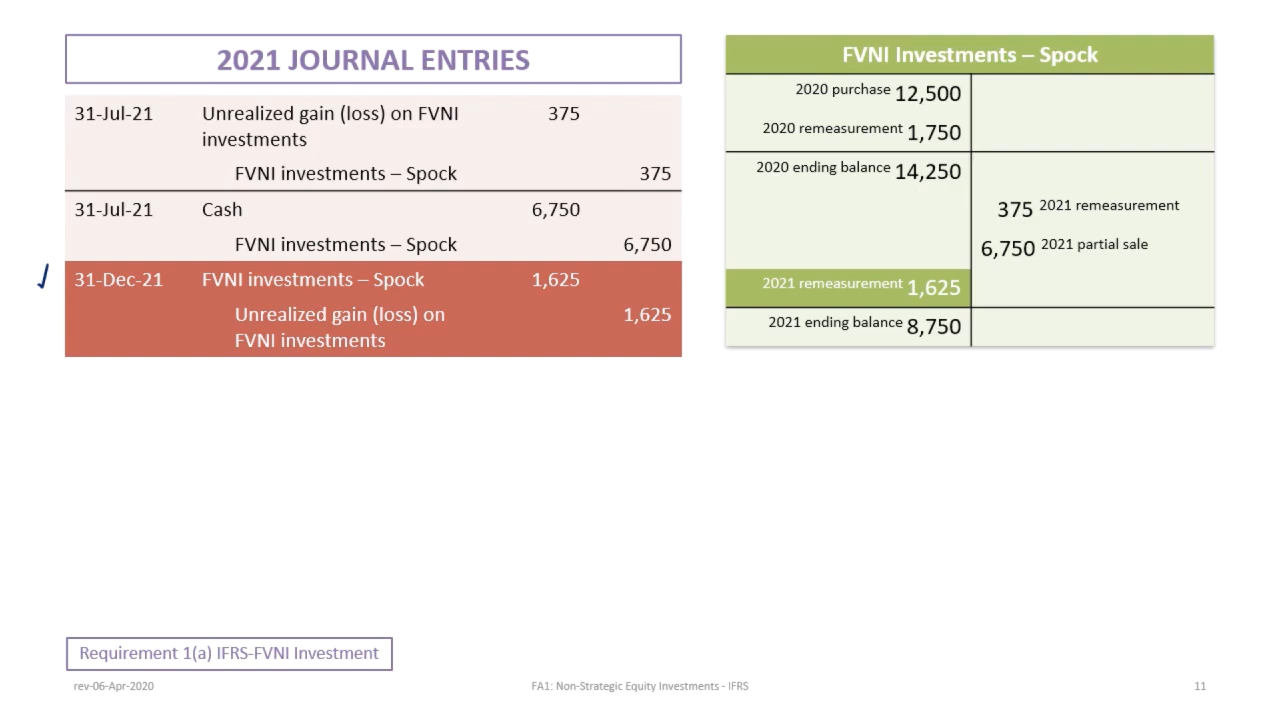 2021 JOURNAL ENTRIES
31-Jul-21 Unrealized gain (loss) on FVNI 375
investments
FVNI investments – Spock 375
31-Jul-21 Cash 6,750
FVNI investments – Spock 6,750
31-Dec-21 FVNI investments – Spock 1,625
Unrealized gain (loss) on 1,625
FVNI investments
FVNI Investments – Spock
2020 purchase 12,500
2020 remeasurement 1,750
2020 ending balance 14,250
375 2021 remeasurement
6,750 2021 partial sale
2021 remeasurement 1,625
2021 ending balance 8,750
Requirement 1(a) IFRS-FVNI Investment
rev-06-Apr-2020 FA1: Non-Strategic Equity Investments - IFRS 11